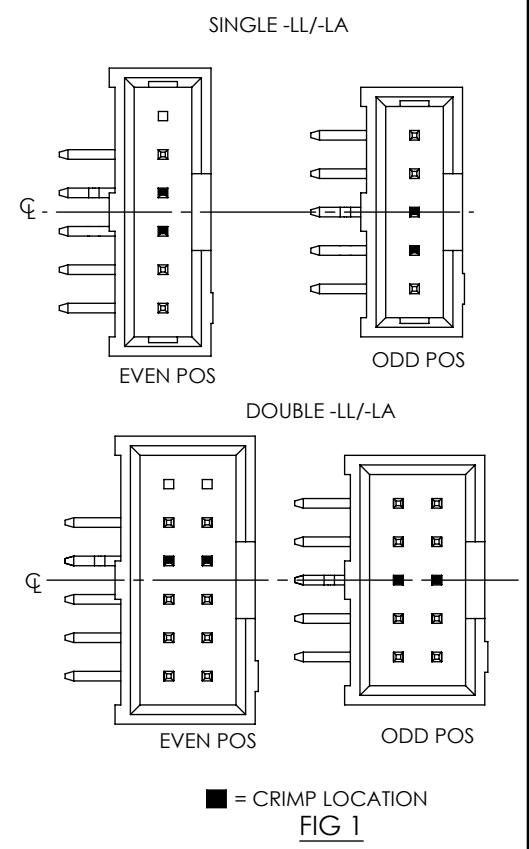 SINGLE -LL/-LA
℄
EVEN POS
ODD POS
DOUBLE -LL/-LA
℄
EVEN POS
ODD POS
= CRIMP LOCATION
FIG 1